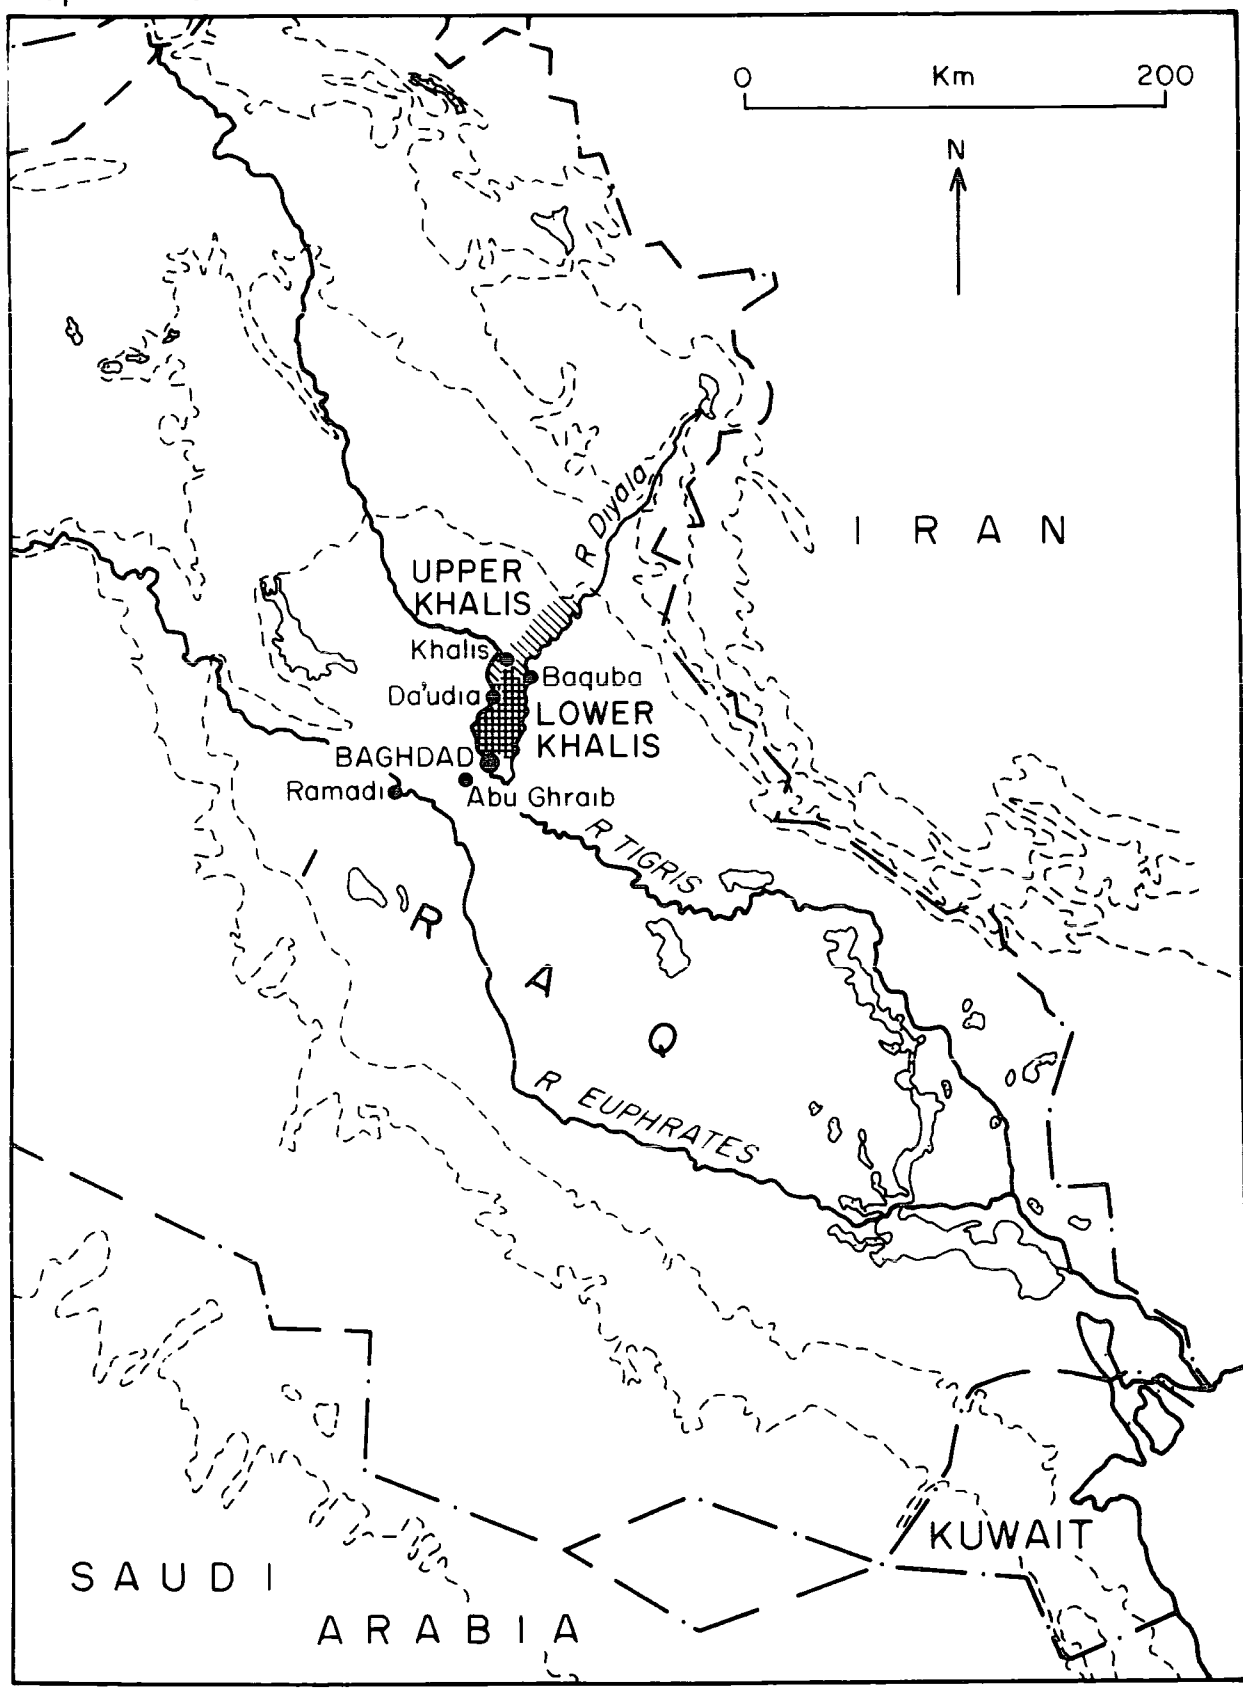 0 Km 200
N
IRAN
R Diyala
UPPER
KHALIS
Khalis
Baquba
Da'udia
LOWER
KHALIS
BAGHDAD
Ramadi
Abu Ghraib
R TIGRIS
IRAQ
R EUPHRATES
KUWAIT
SAUDI
ARABIA